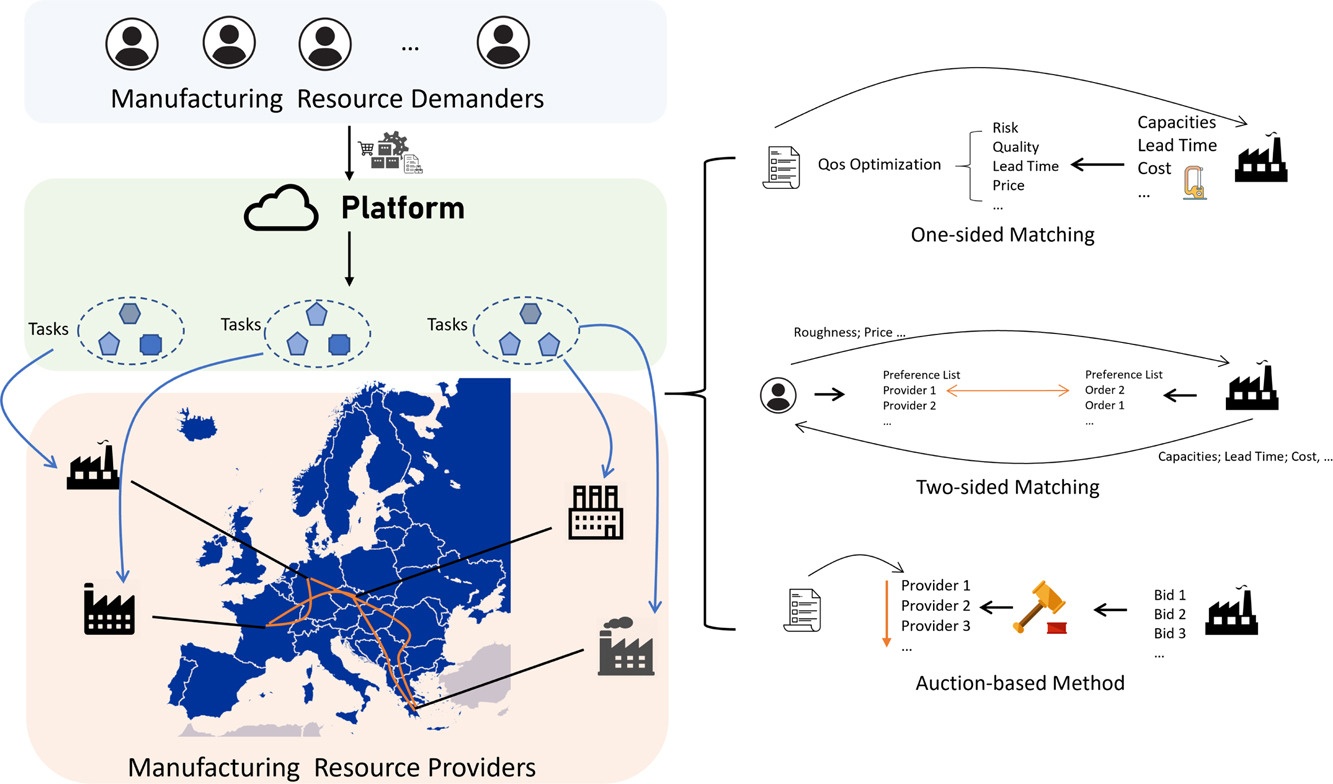 ...
Manufacturing Resource Demanders
Platform
Tasks
Tasks
Tasks
Manufacturing Resource Providers
Qos Optimization
Risk
Quality
Lead Time
Price
...
Capacities
Lead Time
Cost
...
One-sided Matching
Roughness; Price ...
Preference List
Provider 1
Provider 2
...
Preference List
Order 2
Order 1
...
Capacities; Lead Time; Cost, ...
Two-sided Matching
Provider 1
Provider 2
Provider 3
...
Bid 1
Bid 2
Bid 3
...
Auction-based Method